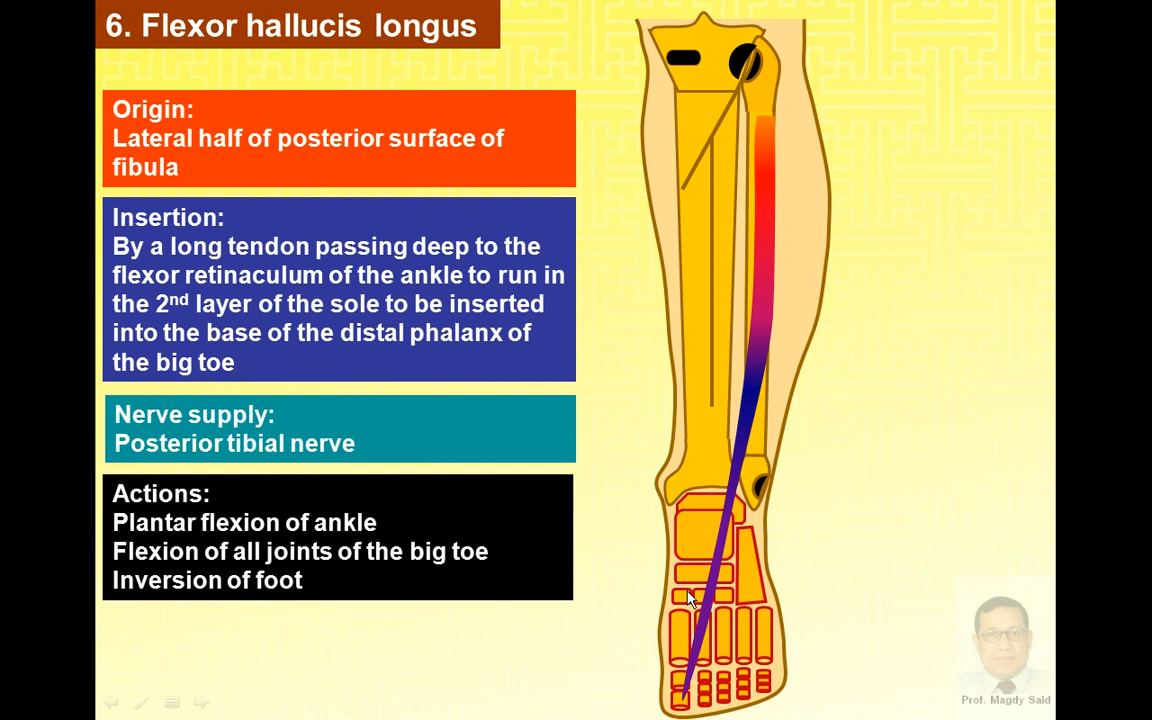 6. Flexor hallucis longus
Origin:
Lateral half of posterior surface of
fibula
Insertion:
By a long tendon passing deep to the
flexor retinaculum of the ankle to run in
the 2nd layer of the sole to be inserted
into the base of the distal phalanx of
the big toe
Nerve supply:
Posterior tibial nerve
Actions:
Plantar flexion of ankle
Flexion of all joints of the big toe
Inversion of foot
Prof. Magdy Said